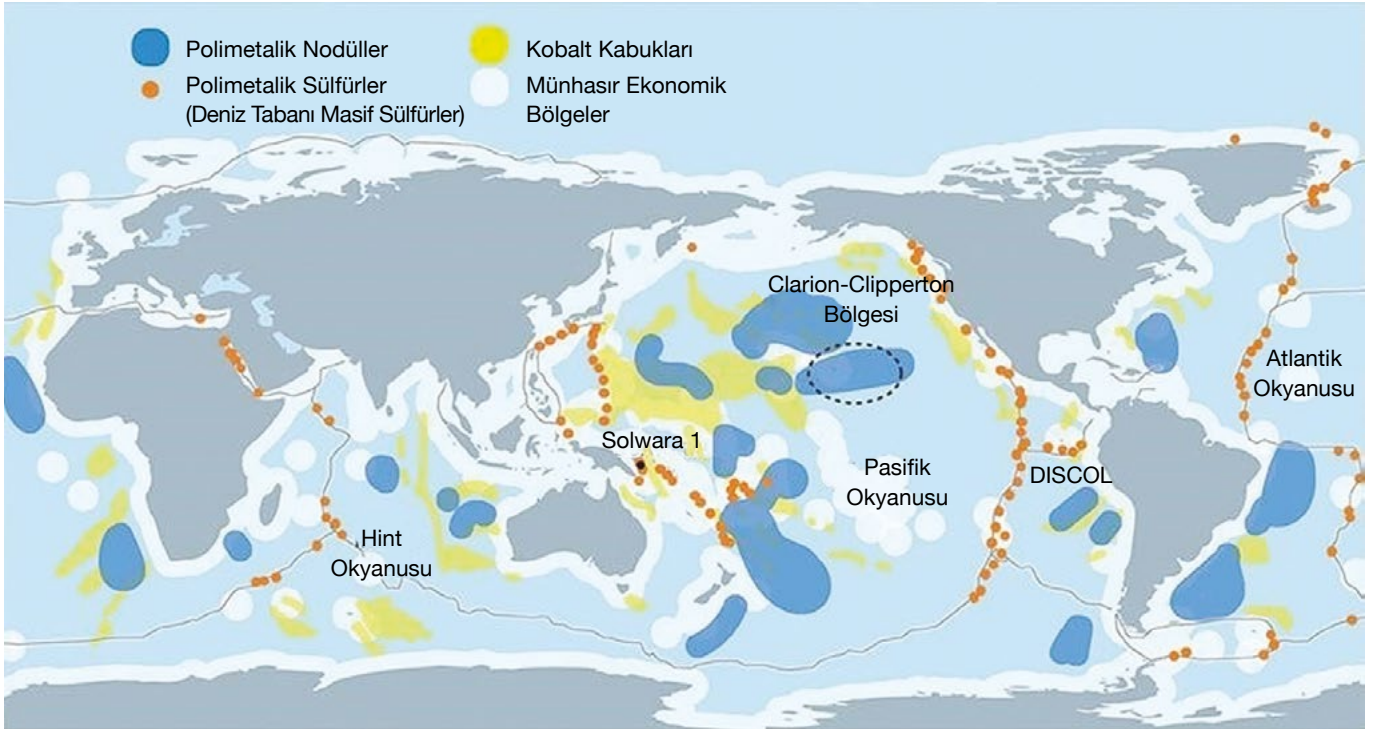 Polimetalik Nodüller
Polimetalik Sülfürler
(Deniz Tabanı Masif Sülfürler)
Kobalt Kabukları
Münhasır Ekonomik
Bölgeler
Clarion-Clipperton
Bölgesi
Atlantik
Okyanusu
Solwara 1
Pasifik
Okyanusu
DISCOL
Hint
Okyanusu